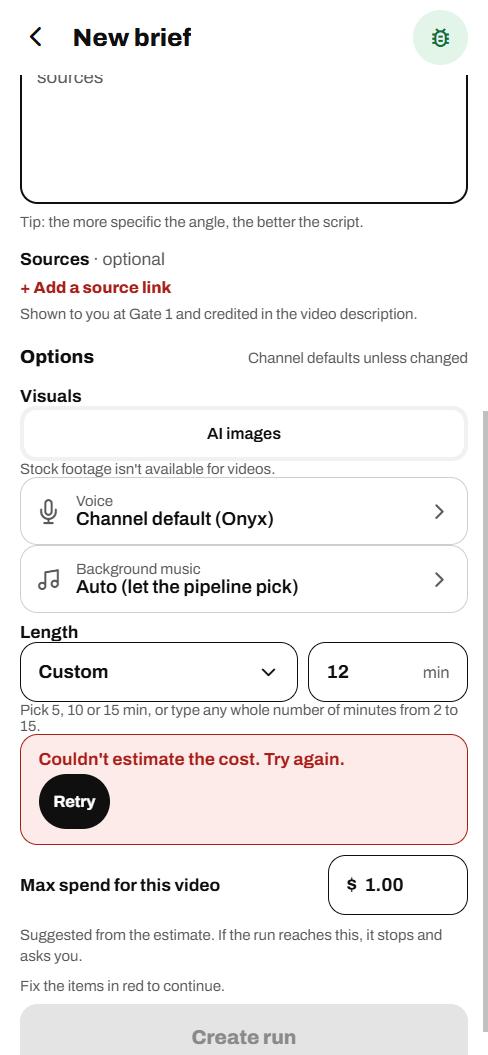 New brief
sources
Tip: the more specific the angle, the better the script.
Sources · optional
+ Add a source link
Shown to you at Gate 1 and credited in the video description.
Options
Channel defaults unless changed
Visuals
AI images
Stock footage isn't available for videos.
Voice
Channel default (Onyx)
Background music
Auto (let the pipeline pick)
Length
Custom
12 min
Pick 5, 10 or 15 min, or type any whole number of minutes from 2 to
15.
Couldn't estimate the cost. Try again.
Retry
Max spend for this video
$ 1.00
Suggested from the estimate. If the run reaches this, it stops and
asks you.
Fix the items in red to continue.
Create run